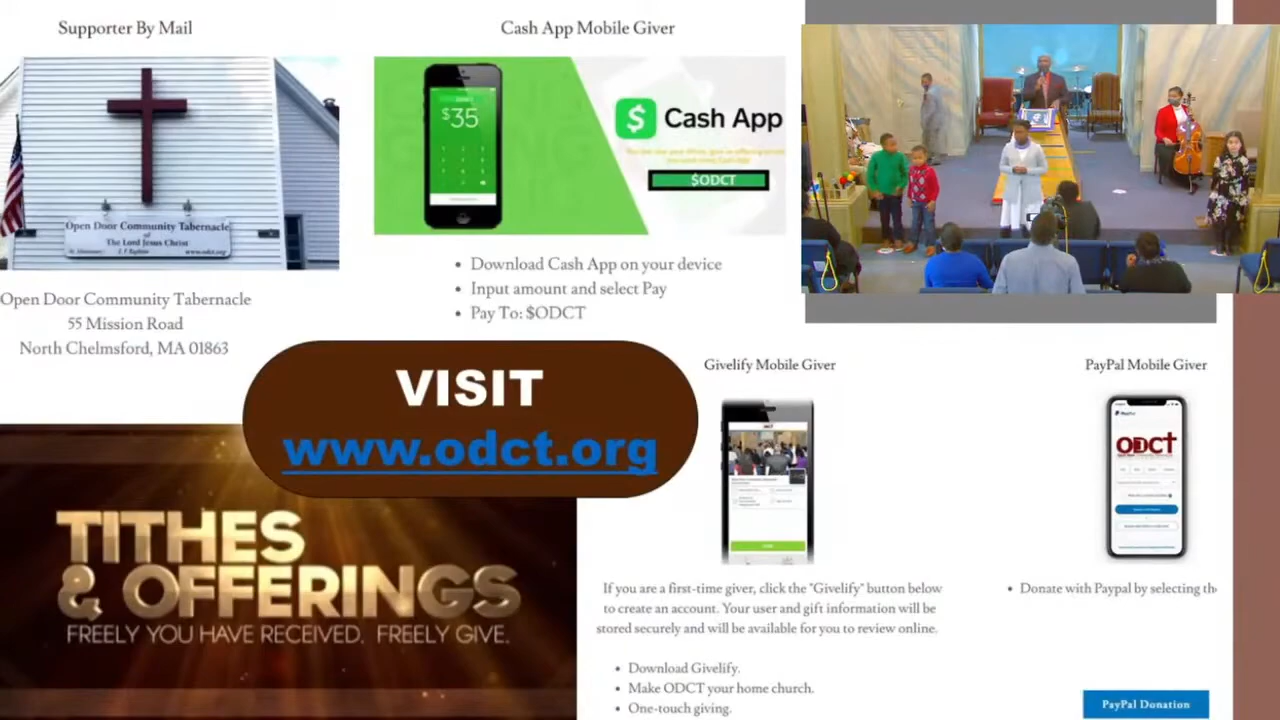 Supporter By Mail
Open Door Community Tabernacle
of
The Lord Jesus Christ
www.odct.org
Open Door Community Tabernacle
55 Mission Road
North Chelmsford, MA 01863
Cash App Mobile Giver
$35
$ Cash App
$ODCT
• Download Cash App on your device
• Input amount and select Pay
• Pay To: $ODCT
VISIT
www.odct.org
TITHES
& OFFERINGS
FREELY YOU HAVE RECEIVED. FREELY GIVE.
Givelify Mobile Giver
If you are a first-time giver, click the "Givelify" button below
to create an account. Your user and gift information will be
stored securely and will be available for you to review online.
• Download Givelify.
• Make ODCT your home church.
• One-touch giving.
PayPal Mobile Giver
PayPal
ODCT
• Donate with Paypal by selecting th
PayPal Donation